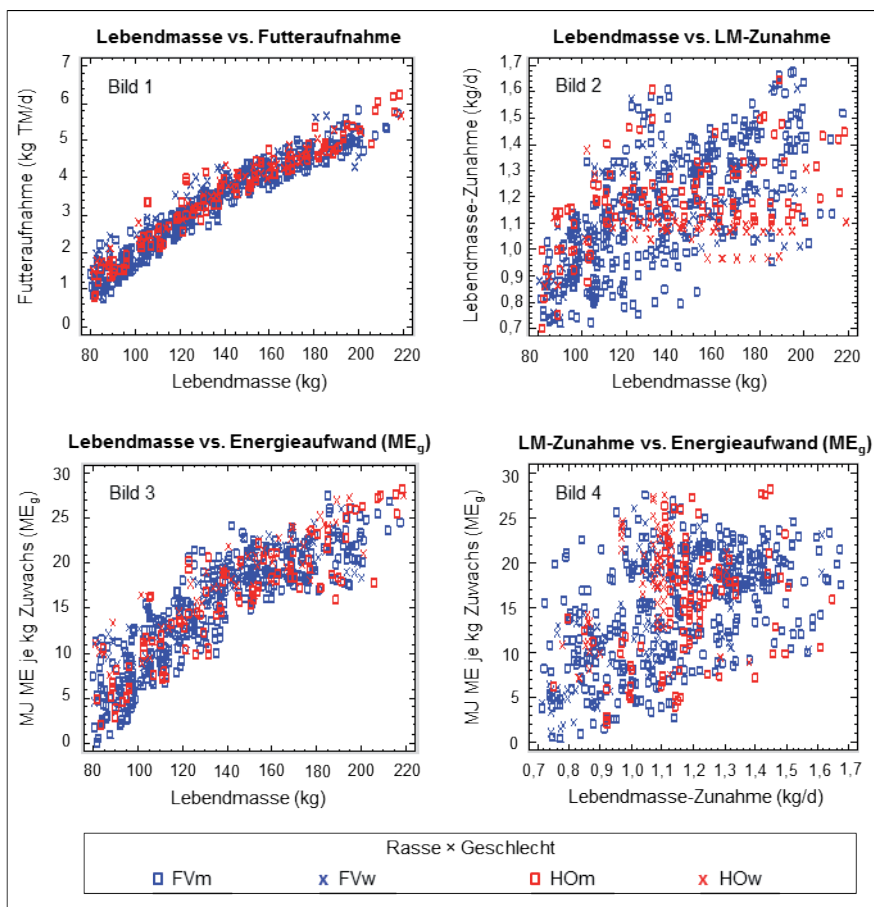 Lebendmasse vs. Futteraufnahme
Bild 1
Futteraufnahme (kg TM/d)
7
6
5
4
3
2
1
0
80 100 120 140 160 180 200 220
Lebendmasse (kg)
Lebendmasse vs. LM-Zunahme
Bild 2
Lebendmasse-Zunahme (kg/d)
1,7
1,6
1,5
1,4
1,3
1,2
1,1
1,0
0,9
0,8
0,7
80 100 120 140 160 180 200 220
Lebendmasse (kg)
Lebendmasse vs. Energieaufwand (MEg)
Bild 3
MJ ME je kg Zuwachs (MEg)
30
25
20
15
10
5
0
80 100 120 140 160 180 200 220
Lebendmasse (kg)
LM-Zunahme vs. Energieaufwand (MEg)
Bild 4
MJ ME je kg Zuwachs (MEg)
30
25
20
15
10
5
0
0,7 0,8 0,9 1,0 1,1 1,2 1,3 1,4 1,5 1,6 1,7
Lebendmasse-Zunahme (kg/d)
Rasse × Geschlecht
FVm FVw HOm HOw